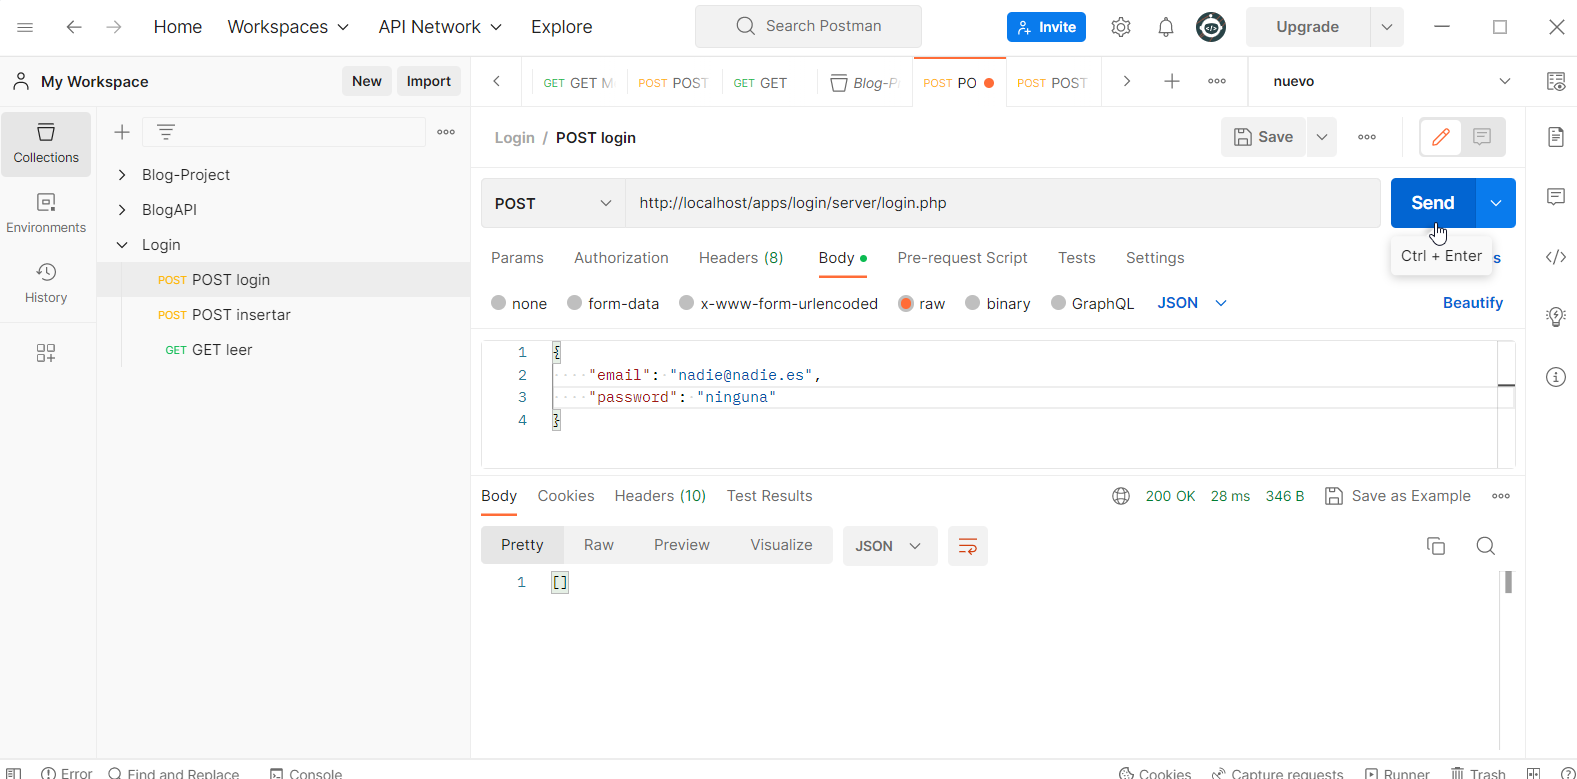 Home Workspaces API Network Explore Search Postman Invite Upgrade
My Workspace New Import GET GET M POST POST GET GET Blog-P POST PO POST POST nuevo
Collections
Environments
History
Blog-Project
BlogAPI
Login
POST POST login
POST POST insertar
GET GET leer
Login / POST login Save
POST http://localhost/apps/login/server/login.php Send
Ctrl + Enter
Params Authorization Headers (8) Body Pre-request Script Tests Settings s
none form-data x-www-form-urlencoded raw binary GraphQL JSON Beautify
1 {
2 "email": "nadie@nadie.es",
3 "password": "ninguna"
4 }
Body Cookies Headers (10) Test Results 200 OK 28 ms 346 B Save as Example
Pretty Raw Preview Visualize JSON
1 []
Error Find and Replace Console Cookies Capture requests Runner Trash